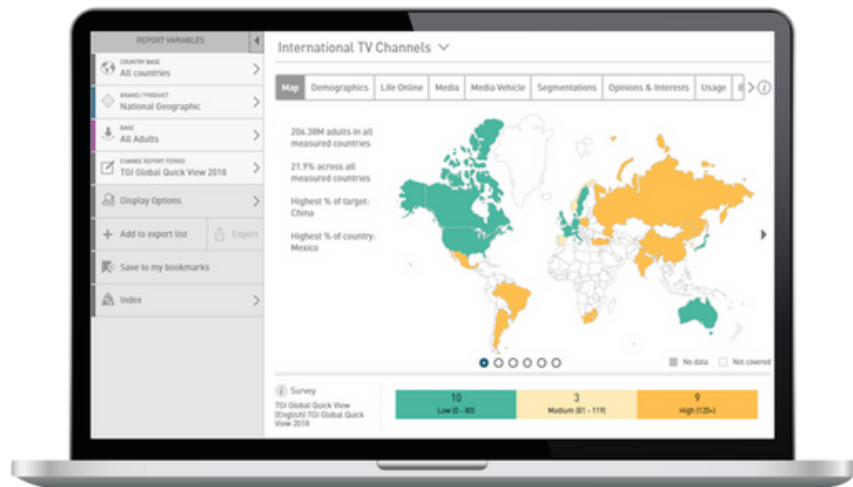 REPORT VARIABLES
COUNTRY BASE
All countries
BRAND / PRODUCT
National Geographic
BASE
All Adults
CHANGE REPORT PERIOD
TGI Global Quick View 2018
Display Options
Add to export list
Export
Save to my bookmarks
Index
International TV Channels
Map Demographics Life Online Media Media Vehicle Segmentations Opinions & Interests Usage
206.38M adults in all
measured countries
21.9% across all
measured countries
Highest % of target:
China
Highest % of country:
Mexico
No data Not covered
Survey
TGI Global Quick View
(English) TGI Global Quick
View 2018
10
Low (0 - 80)
3
Medium (81 - 119)
9
High (120+)